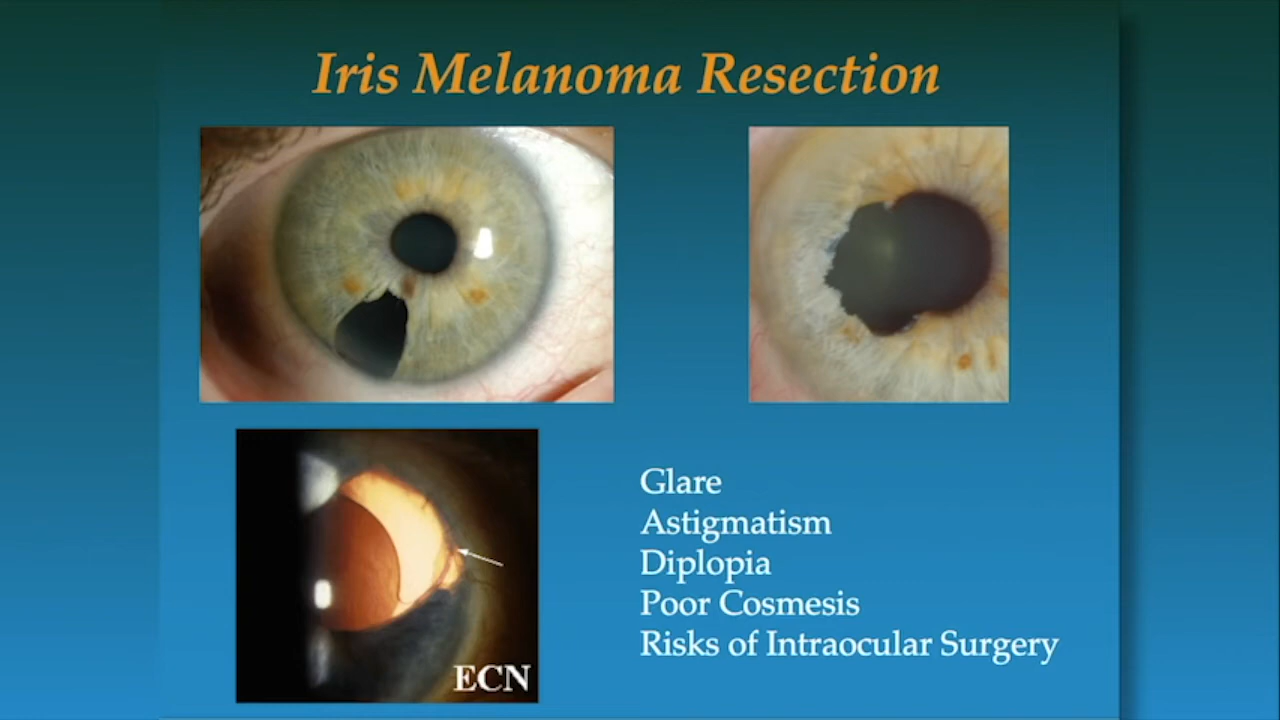 Iris Melanoma Resection
ECN
Glare
Astigmatism
Diplopia
Poor Cosmesis
Risks of Intraocular Surgery